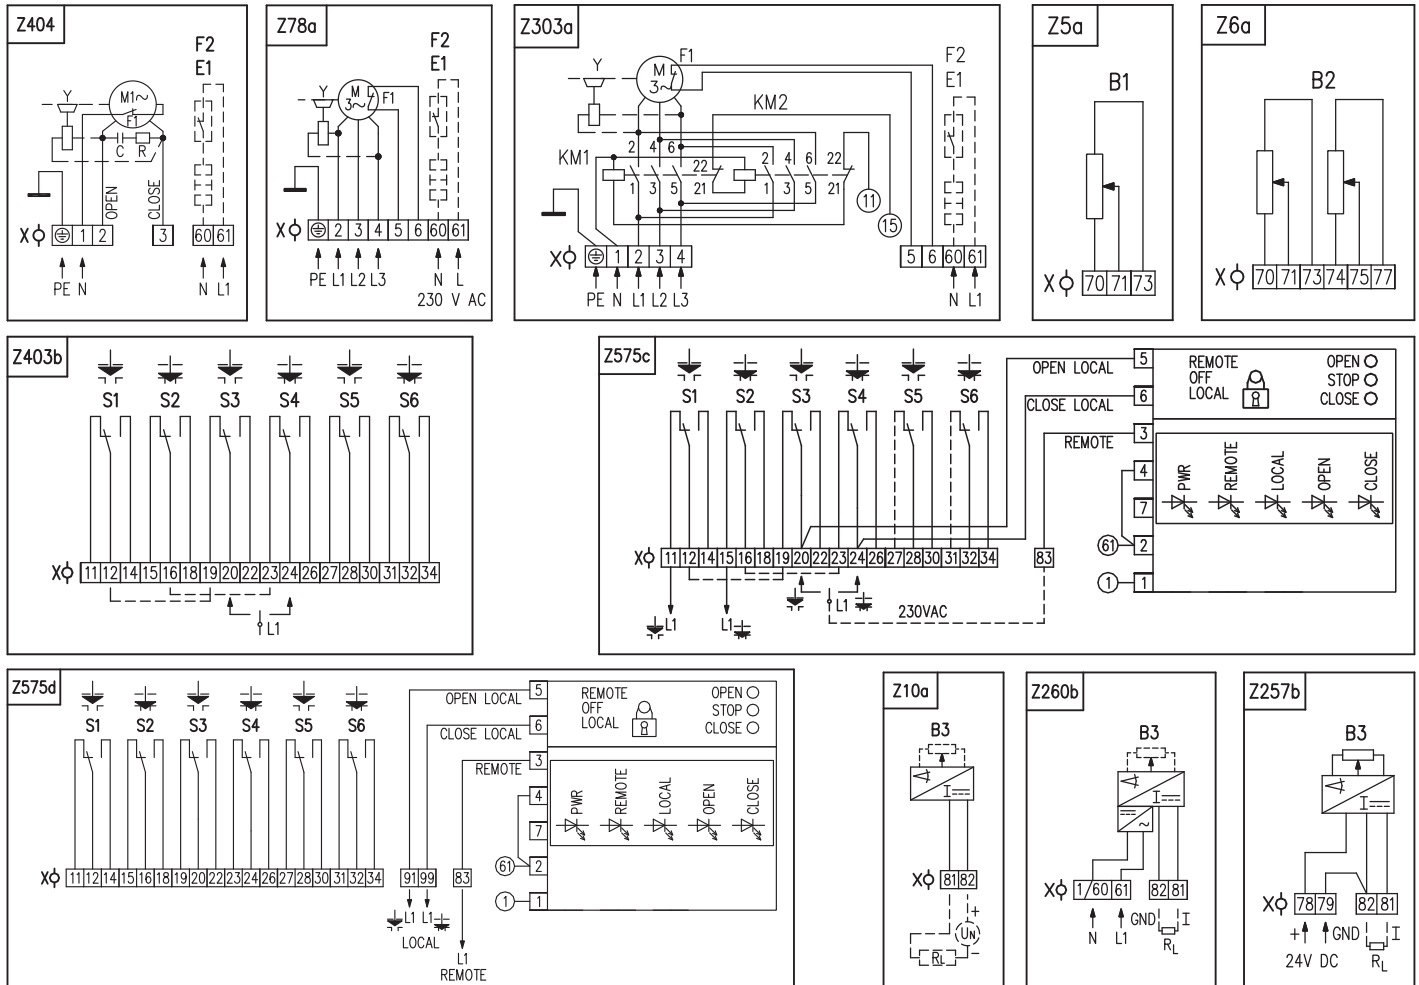 Z404
F2
E1
Y
M1~
F1
C R
OPEN
CLOSE
X 1 2 3 60 61
PE N N L1
Z78a
F2
E1
Y
M
3~
F1
X 2 3 4 5 6 60 61
PE L1 L2 L3 N L
230 V AC
Z303a
F1
F2
E1
Y
M
3~
KM2
KM1
2 4 6 22
1 3 5 21
2 4 6 22
1 3 5 21
11
15
X 1 2 3 4 5 6 60 61
PE N L1 L2 L3 N L1
Z5a
B1
X 70 71 73
Z6a
B2
X 70 71 73 74 75 77
Z403b
S1 S2 S3 S4 S5 S6
X 11 12 14 15 16 18 19 20 22 23 24 26 27 28 30 31 32 34
L1
Z575c
S1 S2 S3 S4 S5 S6
OPEN LOCAL
CLOSE LOCAL
REMOTE
5
6
3
4
7
2
1
61
1
REMOTE
OFF
LOCAL
OPEN
STOP
CLOSE
PWR
REMOTE
LOCAL
OPEN
CLOSE
X 11 12 14 15 16 18 19 20 22 23 24 26 27 28 30 31 32 34 83
L1 L1 L1
230VAC
Z575d
S1 S2 S3 S4 S5 S6
OPEN LOCAL
CLOSE LOCAL
REMOTE
5
6
3
4
7
2
1
61
1
REMOTE
OFF
LOCAL
OPEN
STOP
CLOSE
PWR
REMOTE
LOCAL
OPEN
CLOSE
X 11 12 14 15 16 18 19 20 22 23 24 26 27 28 30 31 32 34 91 99 83
L1 L1
LOCAL
L1
REMOTE
Z10a
B3
I
X 81 82
+
UN
-
RL
Z260b
B3
I
~
X 1/60 61 82 81
N L1 GND I
RL
Z257b
B3
I
X 78 79 82 81
+ GND I
24V DC RL